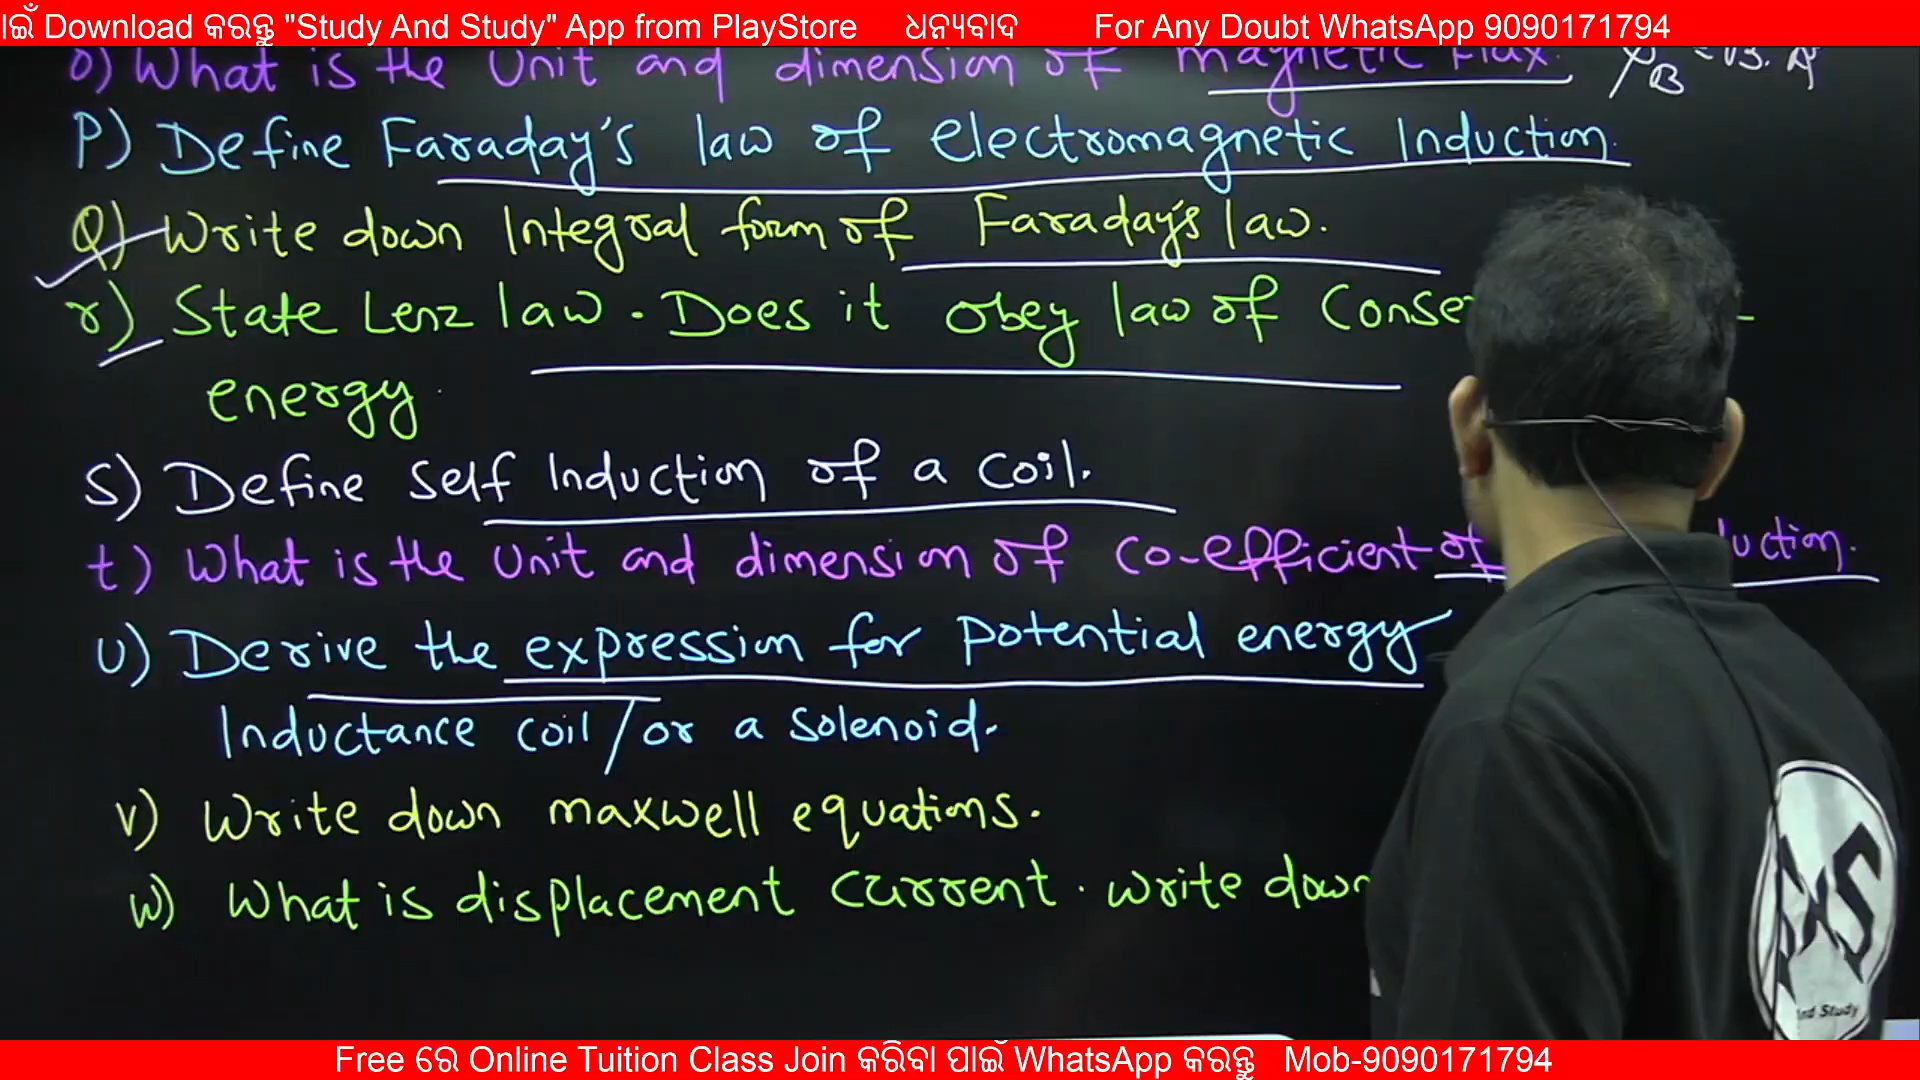 ାଇଁ Download କରନ୍ତୁ "Study And Study" App from PlayStore ଧନ୍ୟବାଦ For Any Doubt WhatsApp 9090171794
o) What is the Unit and dimension of magnetic flux.
P) Define Faraday's law of electromagnetic Induction.
Q) Write down Integral form of Faraday's law.
r) State Lenz law. Does it obey law of Conse
energy.
S) Define Self Induction of a Coil.
t) What is the Unit and dimension of Co-efficient of uction.
U) Derive the expression for potential energy
Inductance coil/or a Solenoid.
V) Write down maxwell equations.
W) What is displacement Current. Write down
SXS
nd Study
Free ରେ Online Tuition Class Join କରିବା ପାଇଁ WhatsApp କରନ୍ତୁ Mob-9090171794